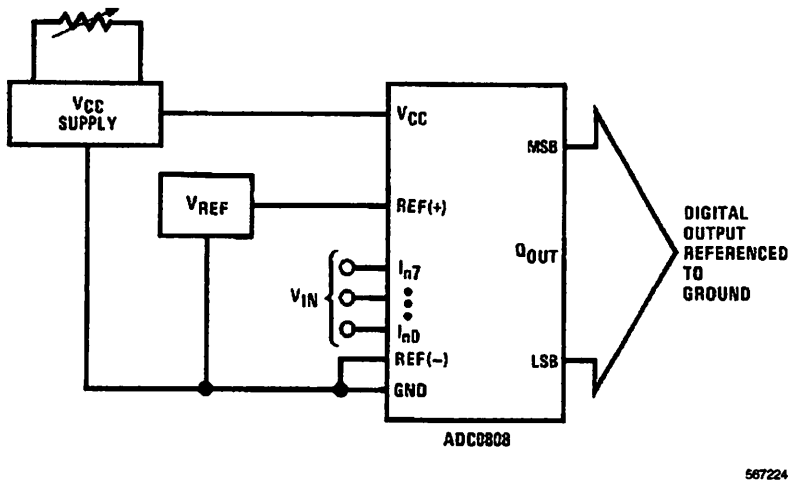 VCC
SUPPLY
VCC
MSB
VREF
REF(+)
DIGITAL
OUTPUT
REFERENCED
TO
GROUND
QOUT
In7
VIN
In0
REF(−)
LSB
GND
ADC0808
567224